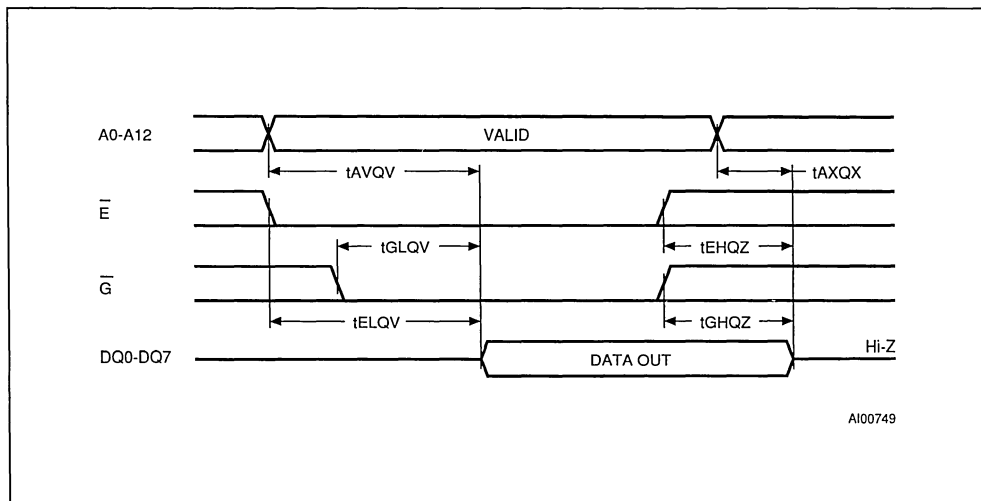 A0-A12
VALID
tAVQV
tAXQX
E
tGLQV
tEHQZ
G
tELQV
tGHQZ
DQ0-DQ7
DATA OUT
Hi-Z
AI00749